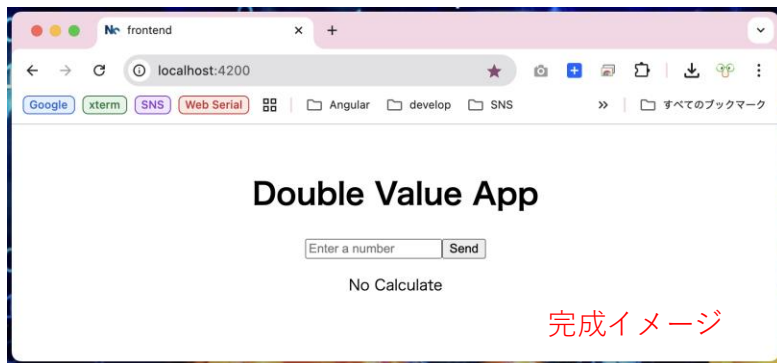 Nx frontend
localhost:4200
Google xterm SNS Web Serial Angular develop SNS すべてのブックマーク
Double Value App
Enter a number Send
No Calculate
完成イメージ